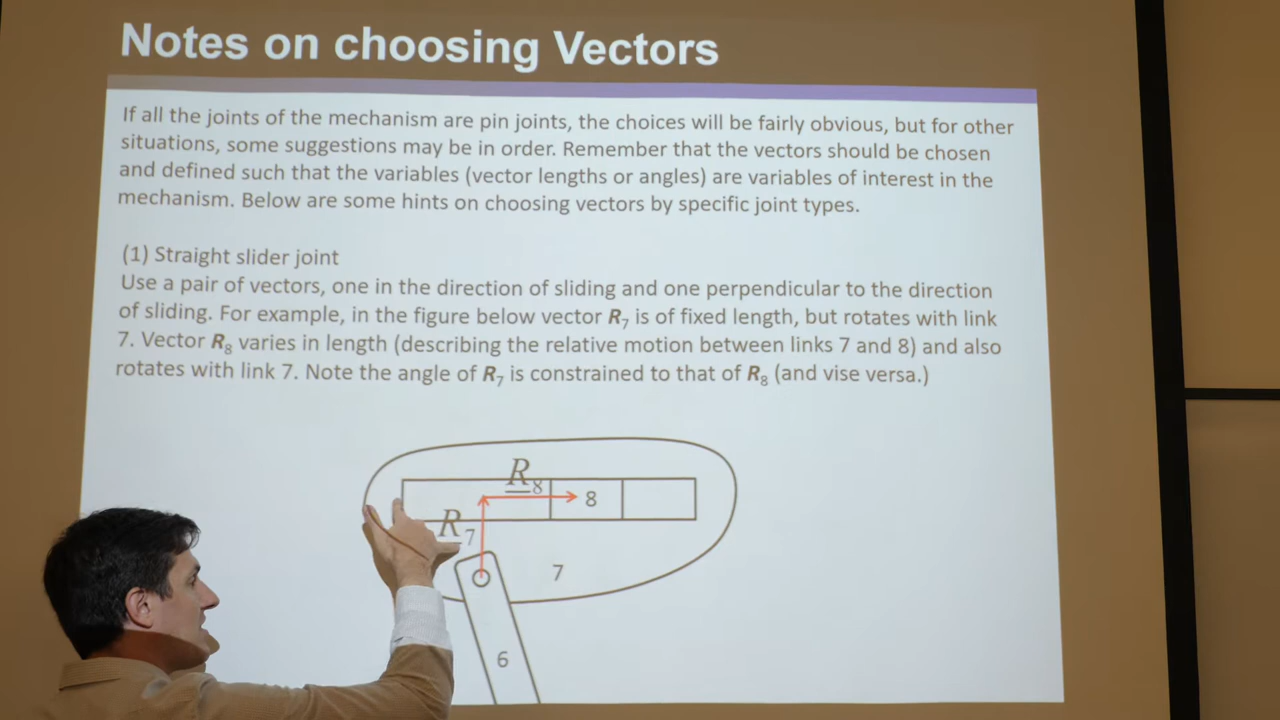 Notes on choosing Vectors
If all the joints of the mechanism are pin joints, the choices will be fairly obvious, but for other
situations, some suggestions may be in order. Remember that the vectors should be chosen
and defined such that the variables (vector lengths or angles) are variables of interest in the
mechanism. Below are some hints on choosing vectors by specific joint types.
(1) Straight slider joint
Use a pair of vectors, one in the direction of sliding and one perpendicular to the direction
of sliding. For example, in the figure below vector R₇ is of fixed length, but rotates with link
7. Vector R₈ varies in length (describing the relative motion between links 7 and 8) and also
rotates with link 7. Note the angle of R₇ is constrained to that of R₈ (and vise versa.)
R₈
8
R₇
7
6